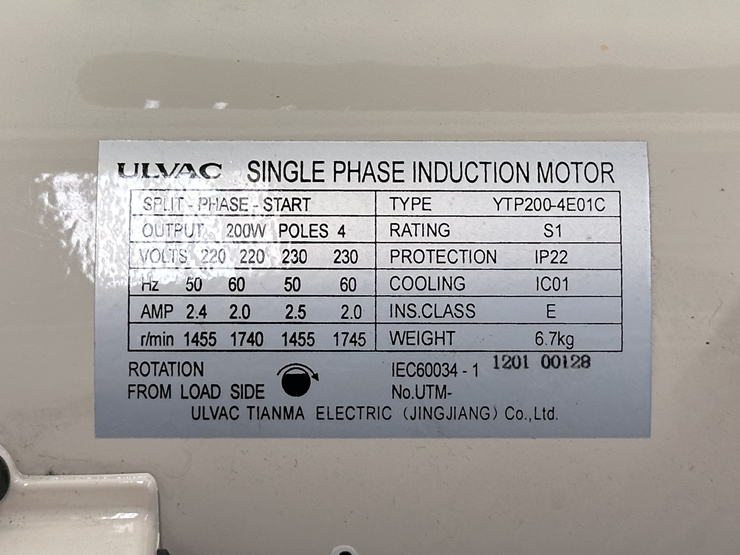 ULVAC SINGLE PHASE INDUCTION MOTOR
SPLIT - PHASE - START TYPE YTP200-4E01C
OUTPUT 200W POLES 4 RATING S1
VOLTS 220 220 230 230 PROTECTION IP22
Hz 50 60 50 60 COOLING IC01
AMP 2.4 2.0 2.5 2.0 INS.CLASS E
r/min 1455 1740 1455 1745 WEIGHT 6.7kg
ROTATION IEC60034 - 1 1201 00128
FROM LOAD SIDE No.UTM-
ULVAC TIANMA ELECTRIC (JINGJIANG) Co.,Ltd.